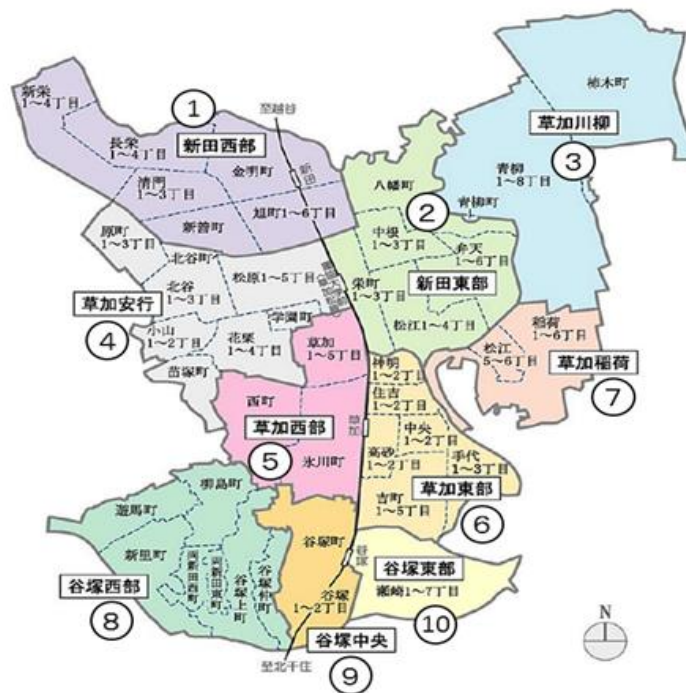 新栄
1～4丁目
①
至越谷
柿木町
長栄
1～4丁目
新田西部
金明町
新田
草加川柳
③
清門
1～3丁目
八幡町
青柳
1～8丁目
旭町1～6丁目
②
青柳町
新善町
中根
1～3丁目
弁天
1～6丁目
原町
1～3丁目
北谷町
松原1～5丁目
新田東部
栄町
1～3丁目
北谷
1～3丁目
草加安行
④
学園町
松江1～4丁目
稲荷
1～6丁目
小山
1～2丁目
花栗
1～4丁目
草加
1～5丁目
松江
5～6丁目
草加稲荷
⑦
苗塚町
神明
1～2丁目
住吉
1～2丁目
西町
草加西部
⑤
草加
中央
1～2丁目
手代
1～3丁目
高砂
1～2丁目
氷川町
草加東部
⑥
吉町
1～5丁目
柳島町
遊馬町
谷塚町
新里町
谷塚
谷塚東部
瀬崎1～7丁目
⑩
谷塚西部
⑧
両新田西町
両新田東町
谷塚上町
谷塚仲町
谷塚
1～2丁目
谷塚中央
⑨
至北千住
N